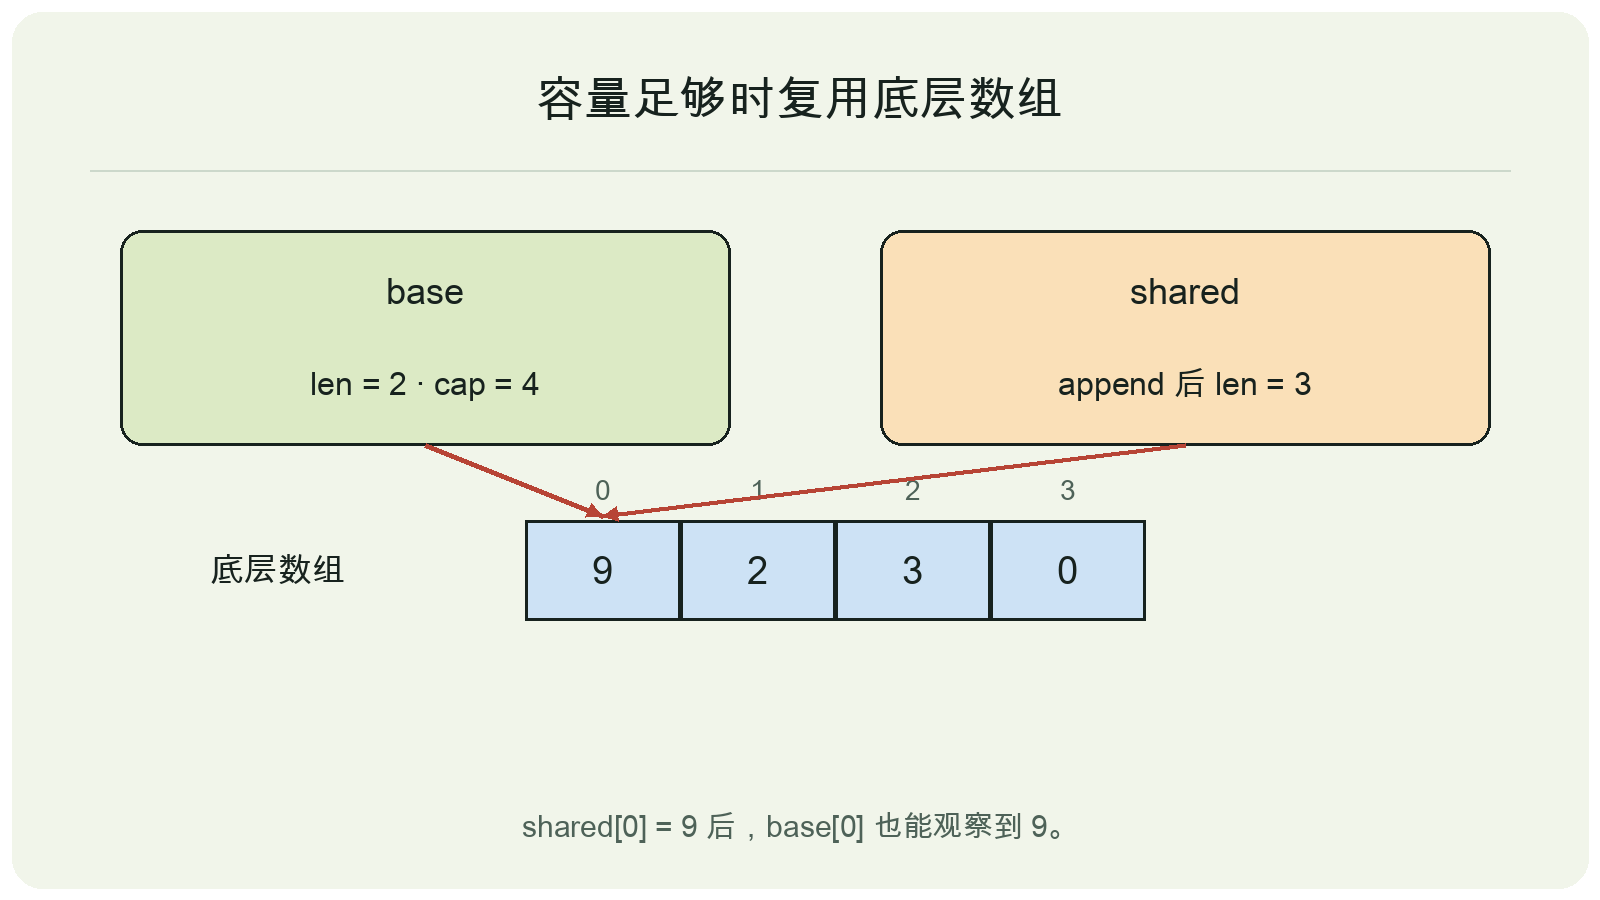 容量足够时复用底层数组
base
len = 2 · cap = 4
shared
append 后 len = 3
0 1 2 3
底层数组
9 2 3 0
shared[0] = 9 后，base[0] 也能观察到 9。